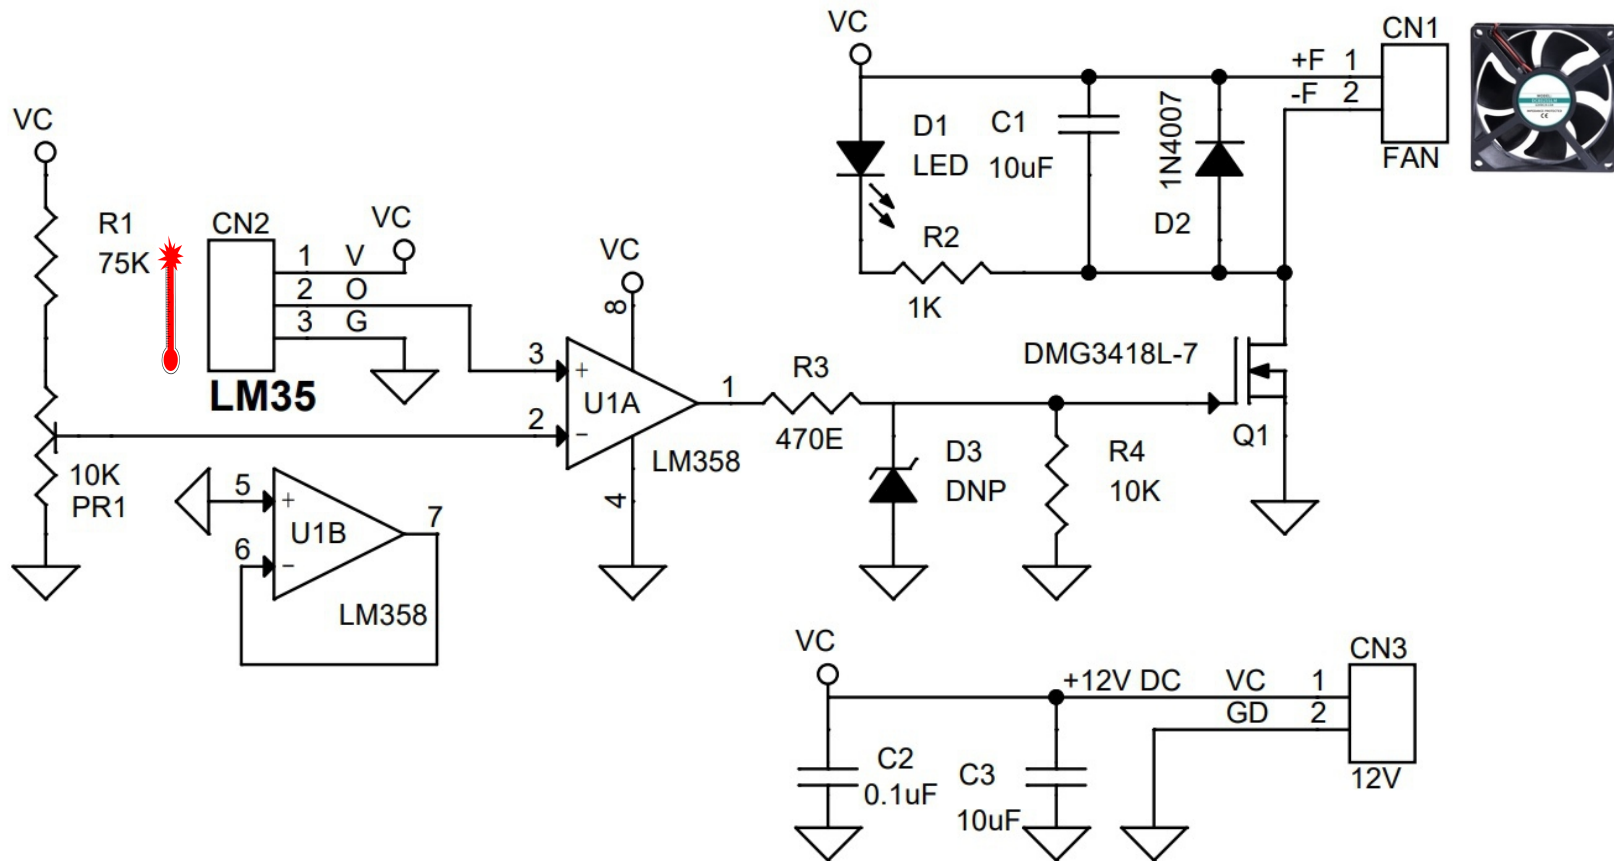 VC
R1
75K
10K
PR1
CN2
1 V
2 O
3 G
LM35
VC
5
+
6
−
U1B
7
LM358
VC
8
3
+
2
−
U1A
1
4
LM358
R3
470E
D3
DNP
R4
10K
DMG3418L-7
Q1
VC
D1
LED
R2
1K
C1
10uF
1N4007
D2
+F 1
-F 2
CN1
FAN
CE
VC
+12V DC VC 1
GD 2
CN3
12V
C2
0.1uF
C3
10uF